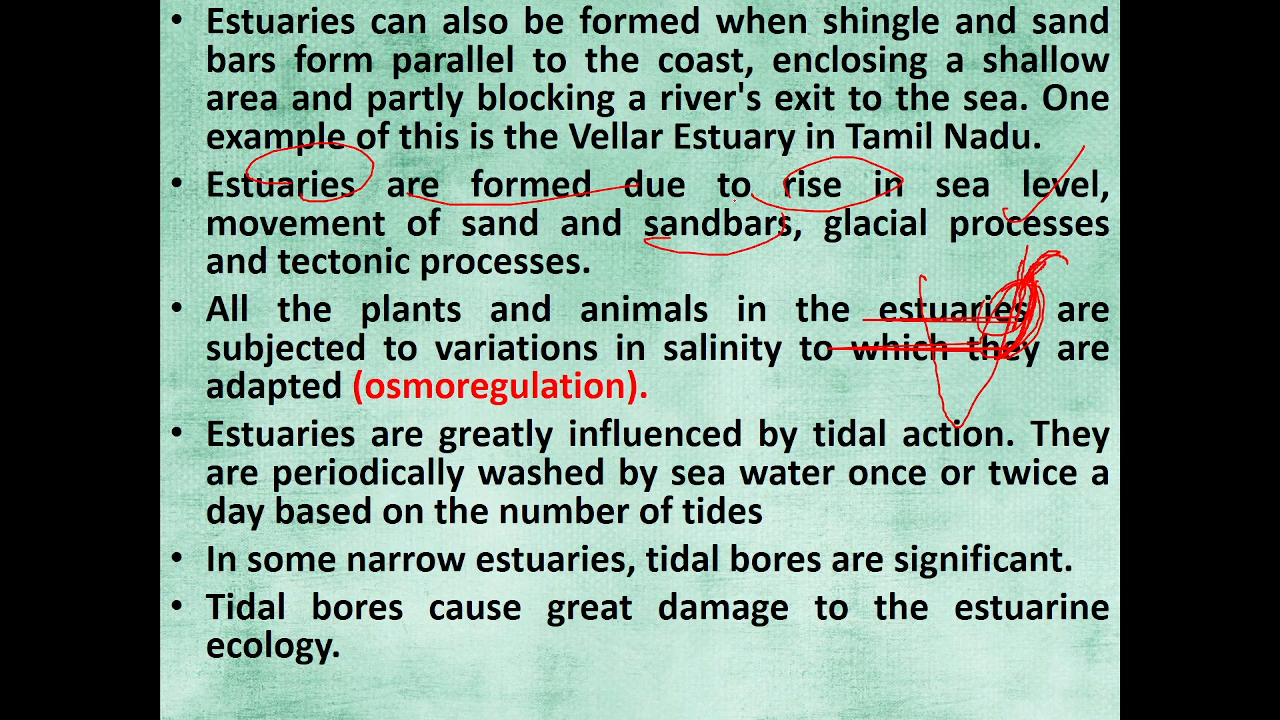 • Estuaries can also be formed when shingle and sand
bars form parallel to the coast, enclosing a shallow
area and partly blocking a river's exit to the sea. One
example of this is the Vellar Estuary in Tamil Nadu.
• Estuaries are formed due to rise in sea level,
movement of sand and sandbars, glacial processes
and tectonic processes.
• All the plants and animals in the estuaries are
subjected to variations in salinity to which they are
adapted (osmoregulation).
• Estuaries are greatly influenced by tidal action. They
are periodically washed by sea water once or twice a
day based on the number of tides
• In some narrow estuaries, tidal bores are significant.
• Tidal bores cause great damage to the estuarine
ecology.